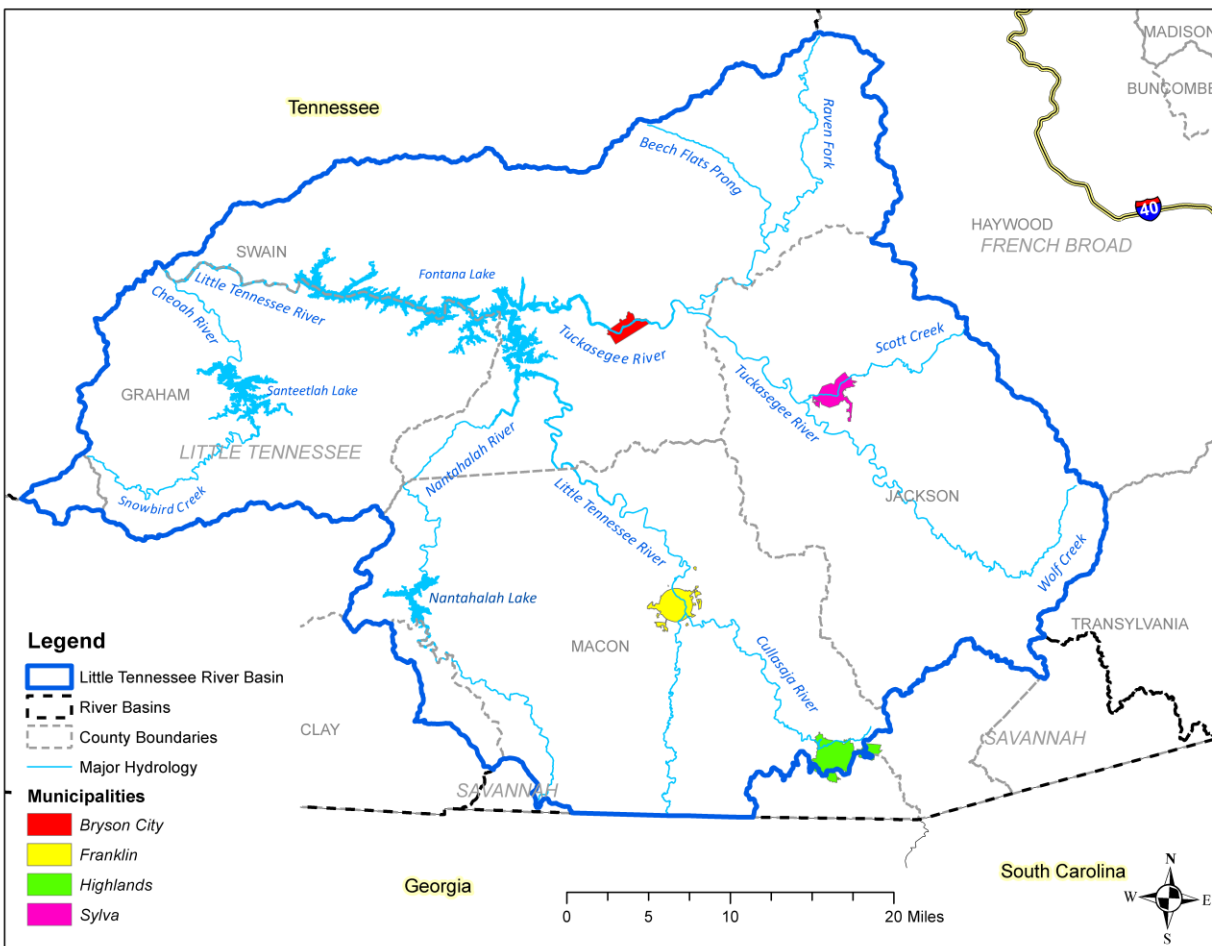 MADISON
BUNCOMBE
Tennessee
Raven Fork
Beech Flats Prong
40
HAYWOOD
FRENCH BROAD
SWAIN
Fontana Lake
Little Tennessee River
Cheoah River
Tuckasegee River
Scott Creek
Tuckasegee River
GRAHAM
Santeetlah Lake
LITTLE TENNESSEE
Nantahalah River
Snowbird Creek
Little Tennessee River
JACKSON
Wolf Creek
Nantahalah Lake
TRANSYLVANIA
MACON
Cullasaja River
CLAY
SAVANNAH
SAVANNAH
Legend
Little Tennessee River Basin
River Basins
County Boundaries
Major Hydrology
Municipalities
Bryson City
Franklin
Highlands
Sylva
Georgia
South Carolina
0 5 10 20 Miles
N
W E
S